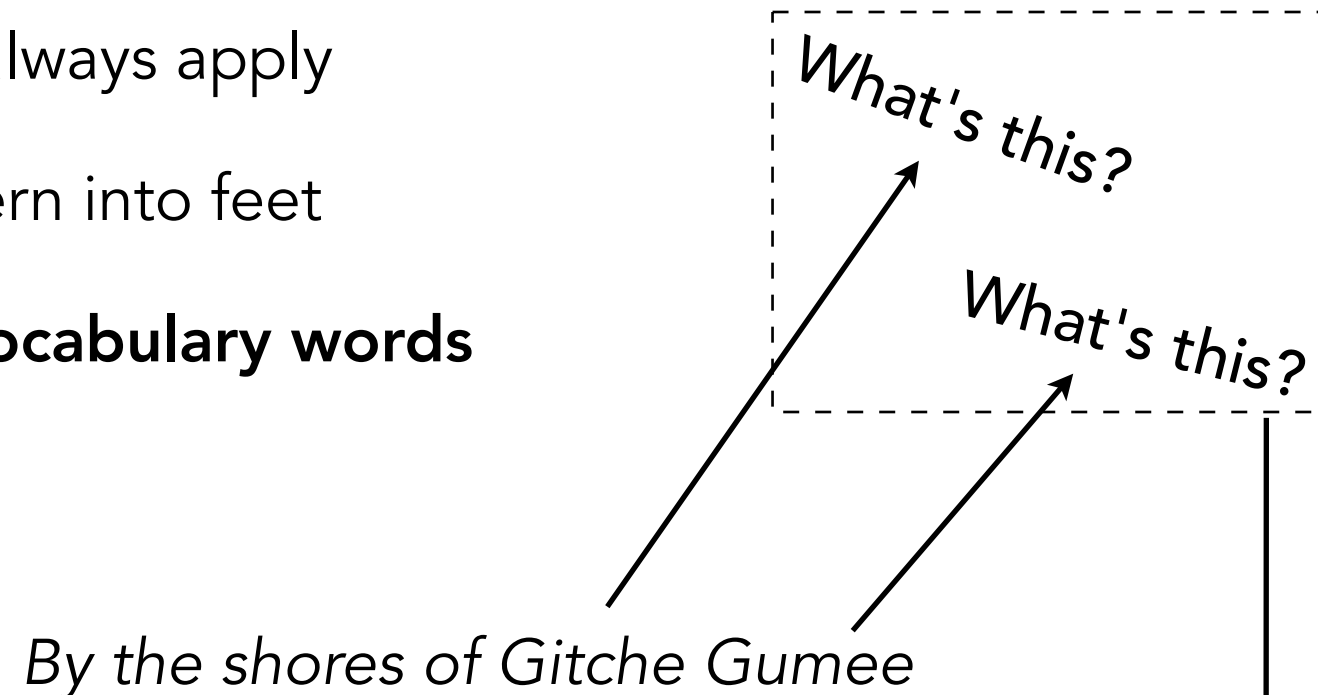 lways apply
ern into feet
ocabulary words
What's this?
What's this?
By the shores of Gitche Gumee